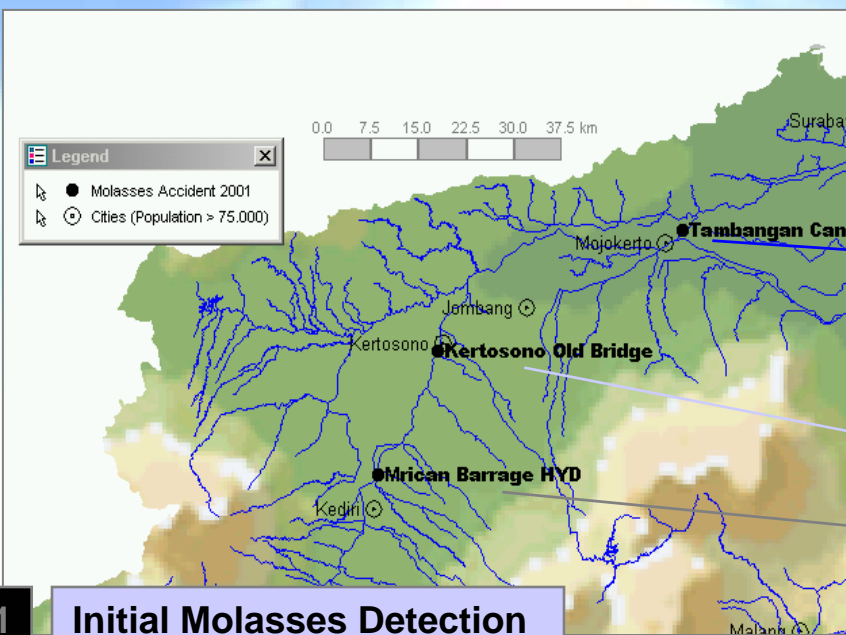 0.0 7.5 15.0 22.5 30.0 37.5 km
Suraba
Legend
Molasses Accident 2001
Cities (Population > 75.000)
Tambangan Can
Mojokerto
Jombang
Kertosono
Kertosono Old Bridge
Mrican Barrage HYD
Kediri
1
Initial Molasses Detection
Malang